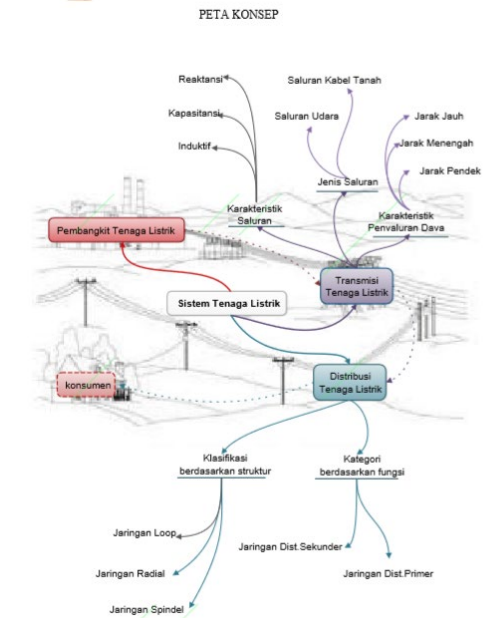 PETA KONSEP
Reaktansi
Saluran Kabel Tanah
Kapasitansi
Saluran Udara
Jarak Jauh
Induktif
Jarak Menengah
Jarak Pendek
Jenis Saluran
Karakteristik
Saluran
Karakteristik
Penyaluran Daya
Pembangkit Tenaga Listrik
Transmisi
Tenaga Listrik
Sistem Tenaga Listrik
Distribusi
Tenaga Listrik
konsumen
Klasifikasi
berdasarkan struktur
Kategori
berdasarkan fungsi
Jaringan Loop
Jaringan Dist.Sekunder
Jaringan Radial
Jaringan Dist.Primer
Jaringan Spindel